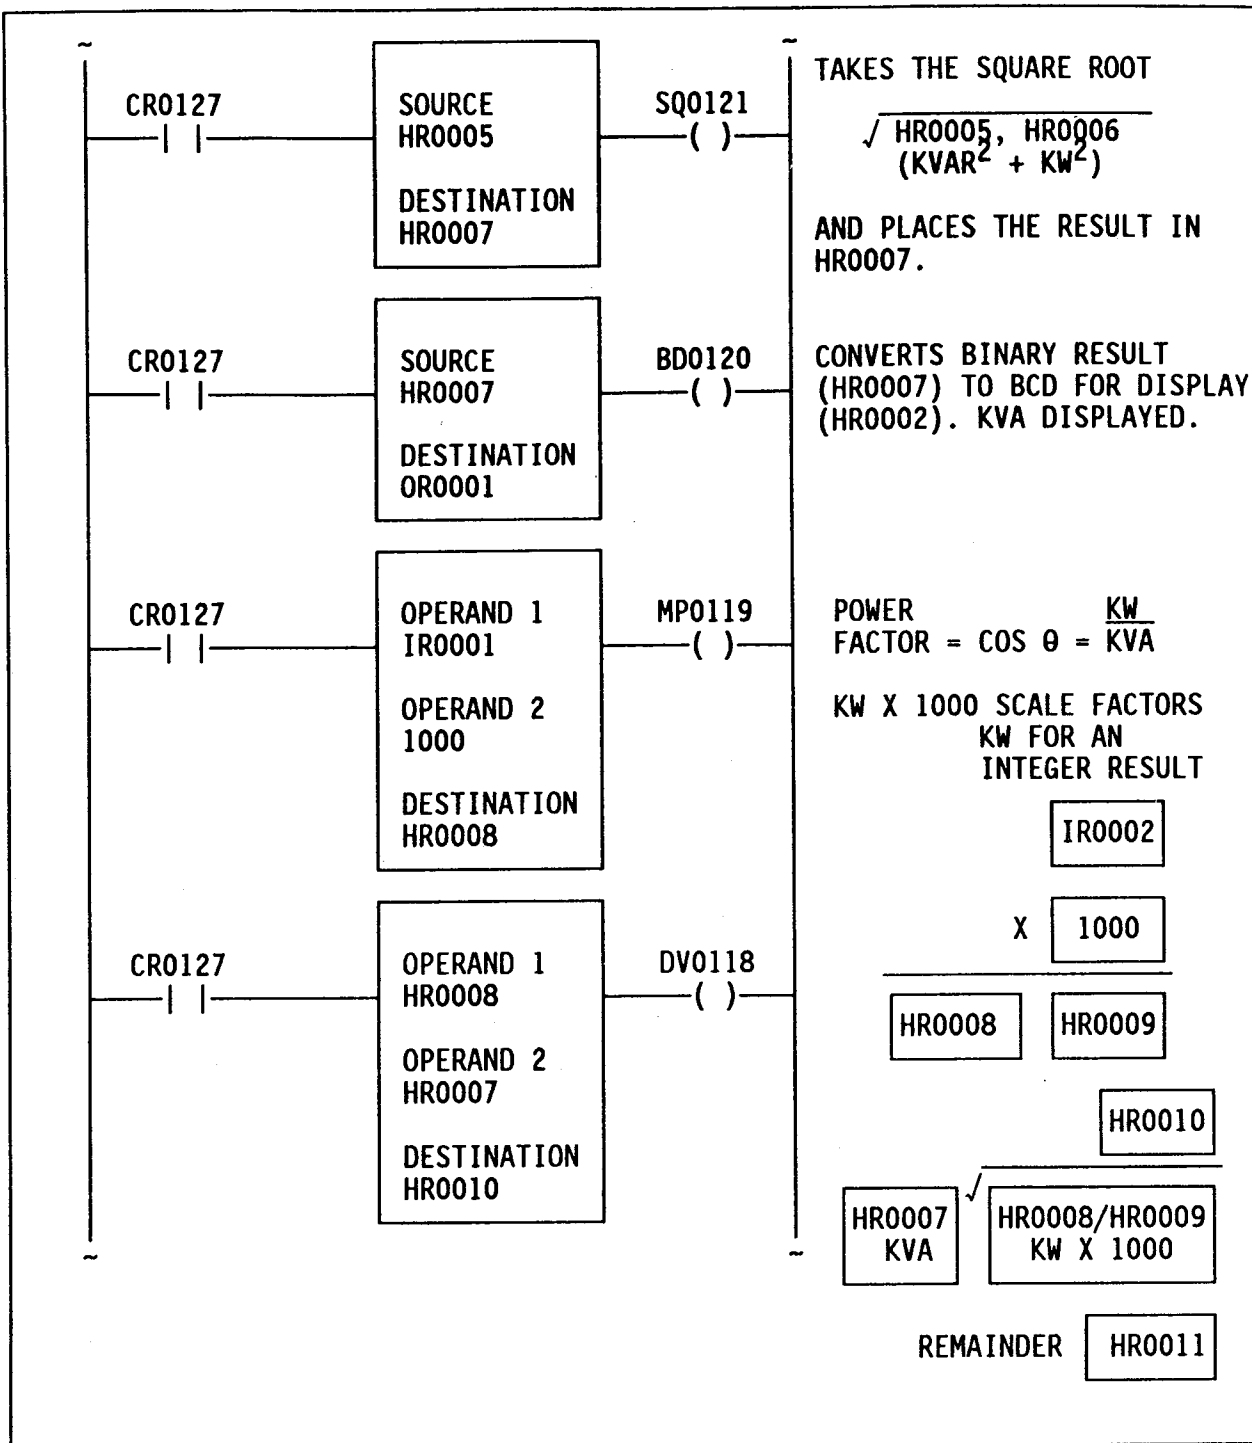 ~
~
CR0127
SOURCE
HR0005
DESTINATION
HR0007
SQ0121
( )
TAKES THE SQUARE ROOT
√ HR0005, HR0006
(KVAR² + KW²)
AND PLACES THE RESULT IN
HR0007.
CR0127
SOURCE
HR0007
DESTINATION
OR0001
BD0120
( )
CONVERTS BINARY RESULT
(HR0007) TO BCD FOR DISPLAY
(HR0002). KVA DISPLAYED.
CR0127
OPERAND 1
IR0001
OPERAND 2
1000
DESTINATION
HR0008
MP0119
( )
POWER KW
FACTOR = COS θ = KVA
KW X 1000 SCALE FACTORS
KW FOR AN
INTEGER RESULT
IR0002
X 1000
HR0008 HR0009
CR0127
OPERAND 1
HR0008
OPERAND 2
HR0007
DESTINATION
HR0010
DV0118
( )
HR0010
HR0007 √ HR0008/HR0009
KVA KW X 1000
REMAINDER HR0011
~
~